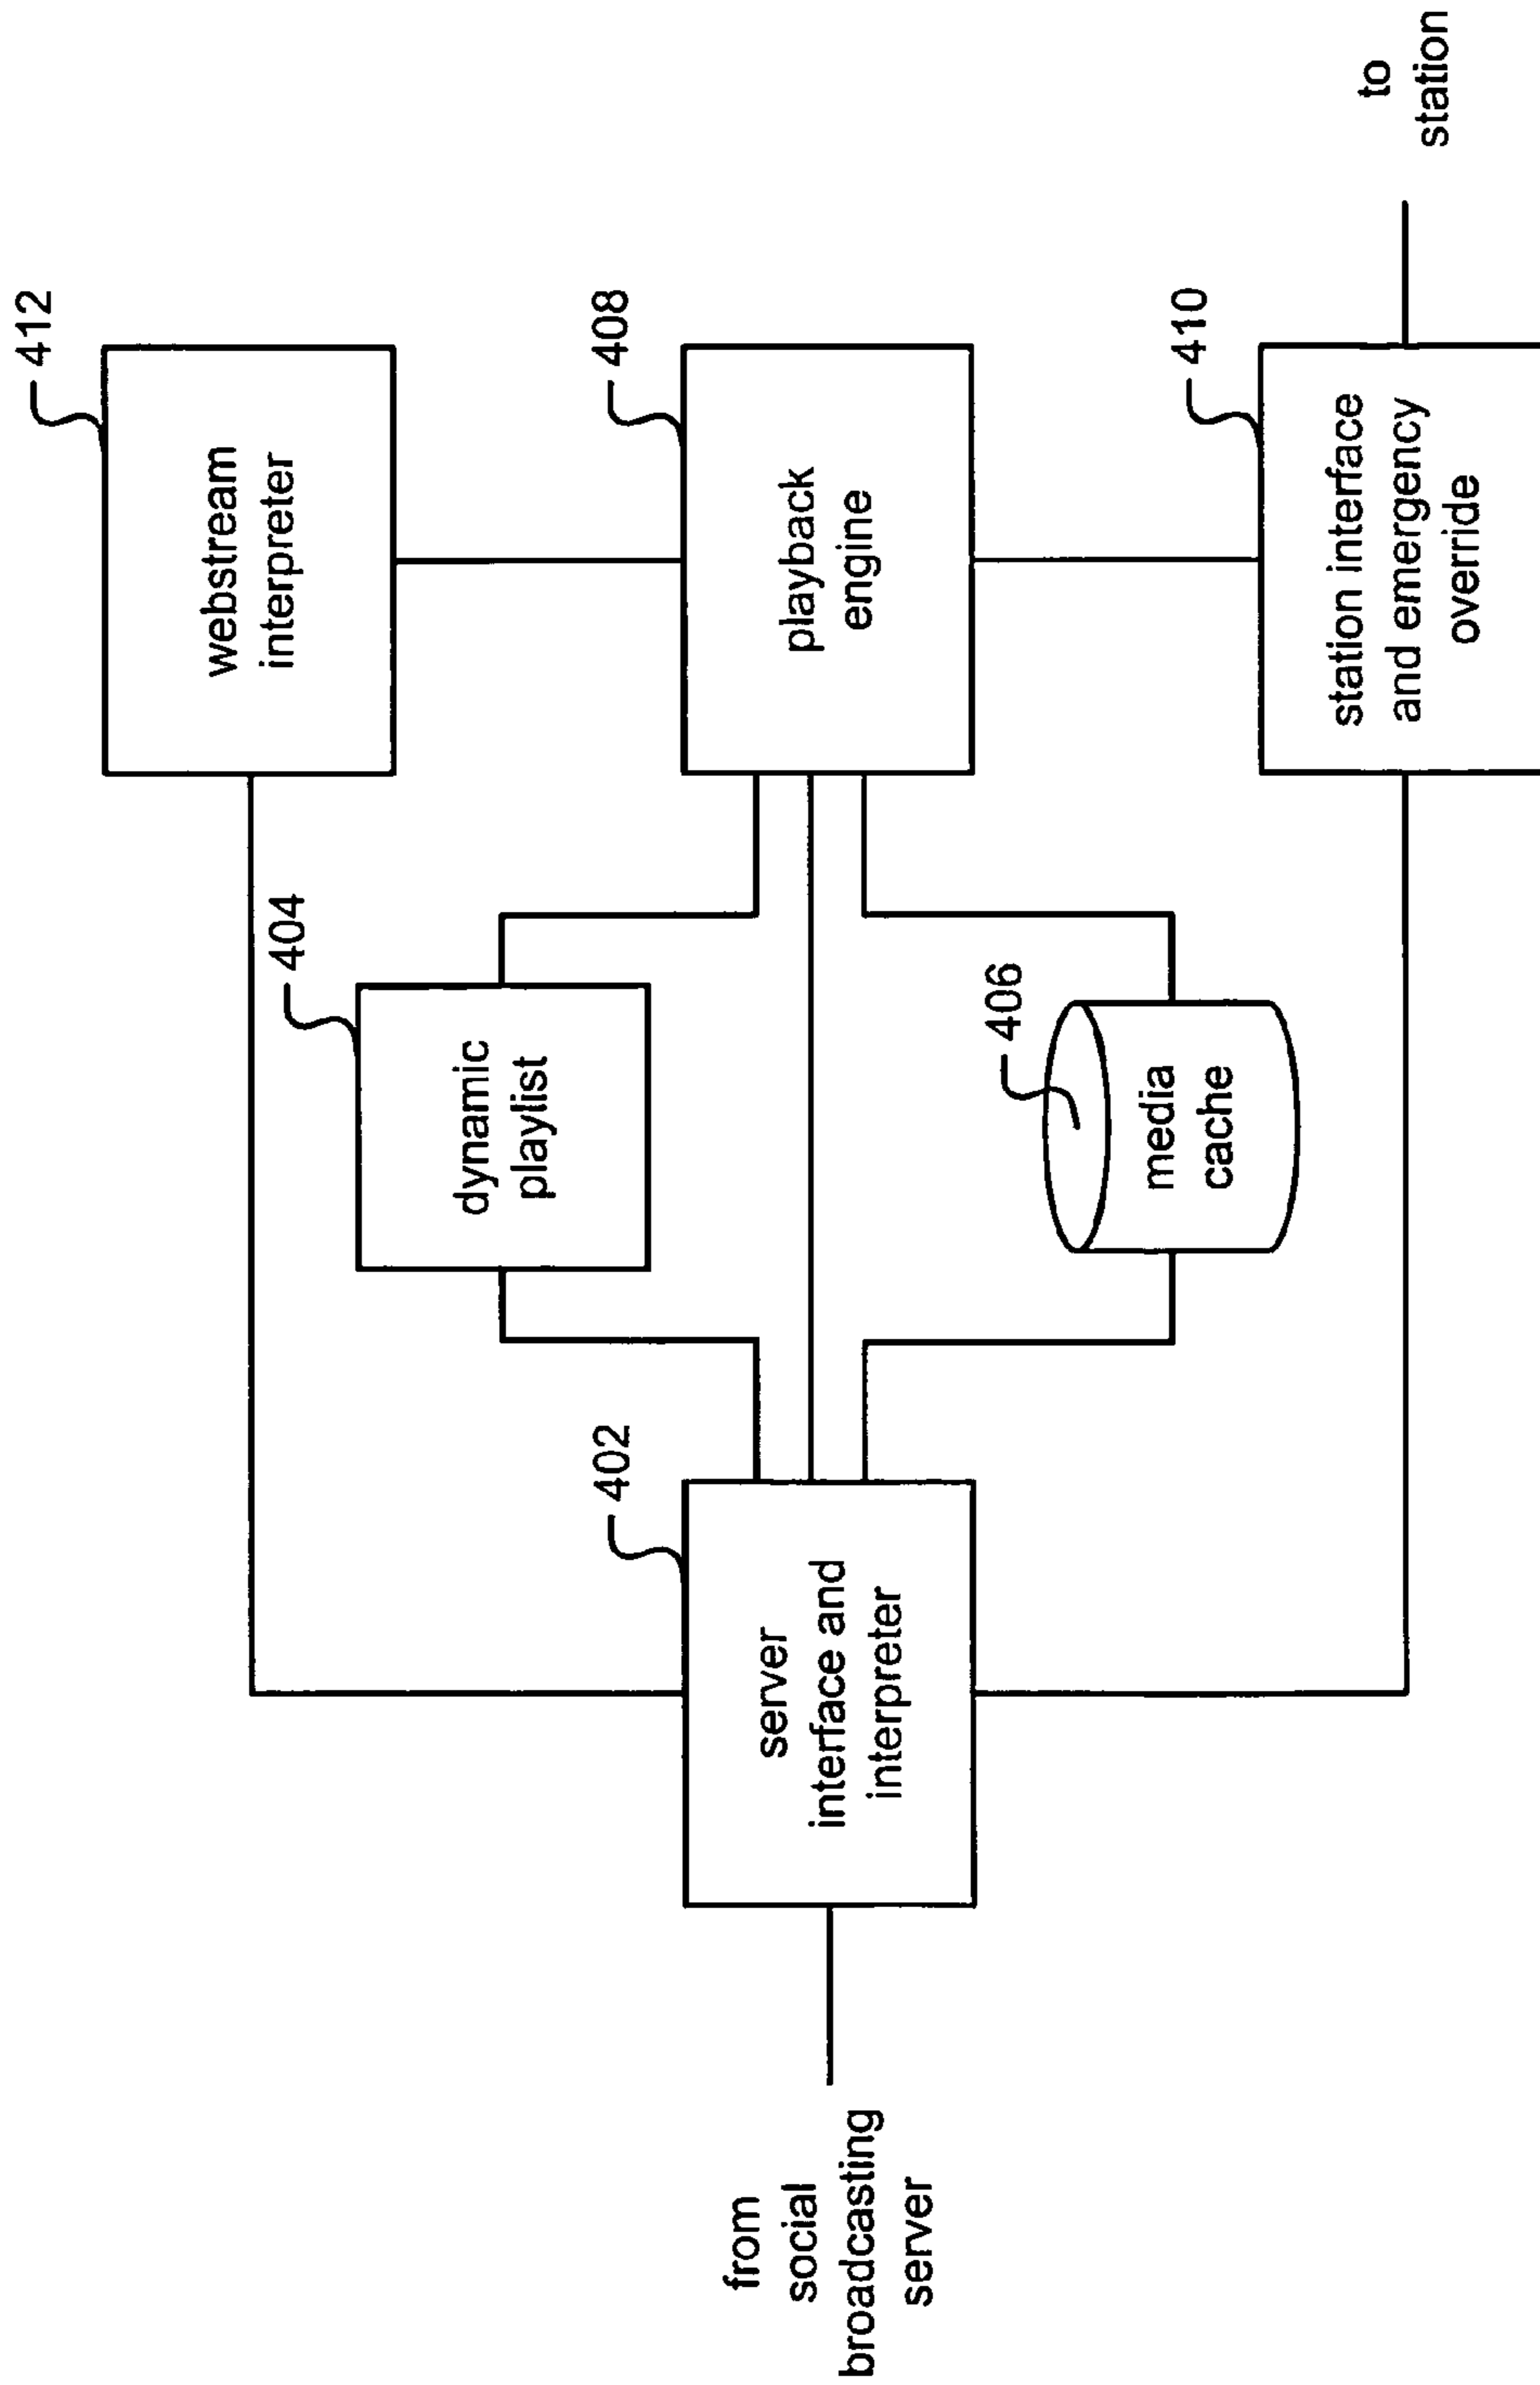 412
webstream
interpreter
404
dynamic
playlist
402
server
interface and
interpreter
408
playback
engine
from
social
broadcasting
server
406
media
cache
410
station interface
and emergency
override
to
station